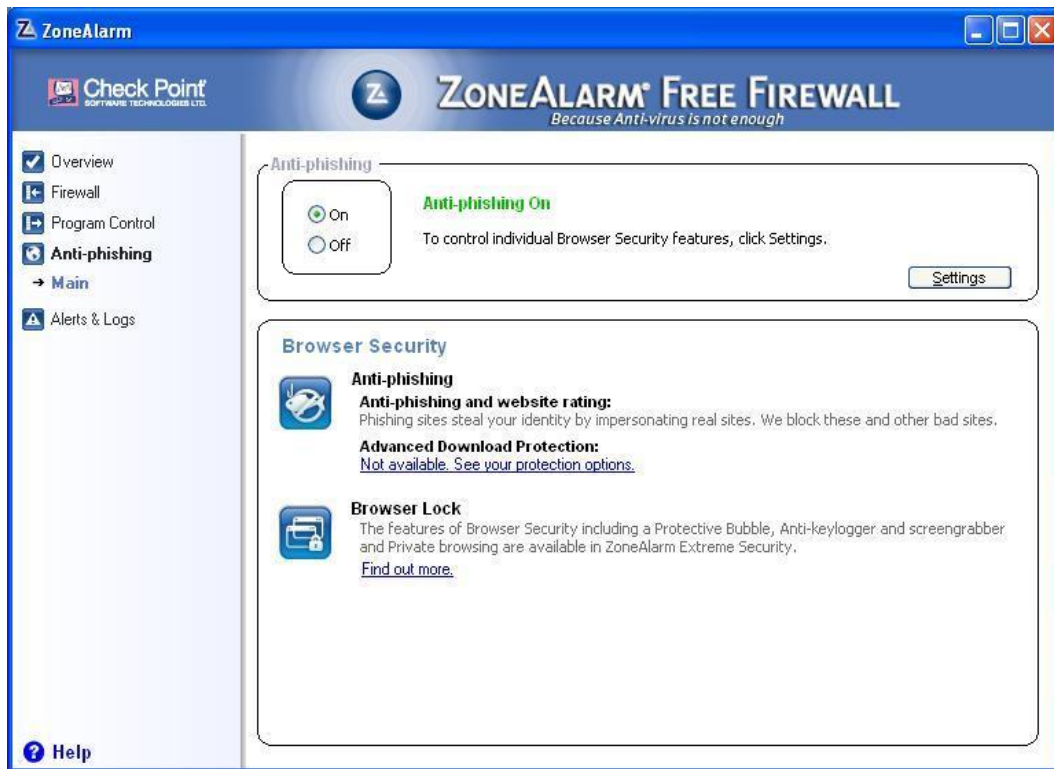 ZoneAlarm
Check Point
SOFTWARE TECHNOLOGIES LTD.
ZONEALARM® FREE FIREWALL
Because Anti-virus is not enough
Overview
Firewall
Program Control
Anti-phishing
Main
Alerts & Logs
Help
Anti-phishing
On
Off
Anti-phishing On
To control individual Browser Security features, click Settings.
Settings
Browser Security
Anti-phishing
Anti-phishing and website rating:
Phishing sites steal your identity by impersonating real sites. We block these and other bad sites.
Advanced Download Protection:
Not available. See your protection options.
Browser Lock
The features of Browser Security including a Protective Bubble, Anti-keylogger and screengrabber
and Private browsing are available in ZoneAlarm Extreme Security.
Find out more.